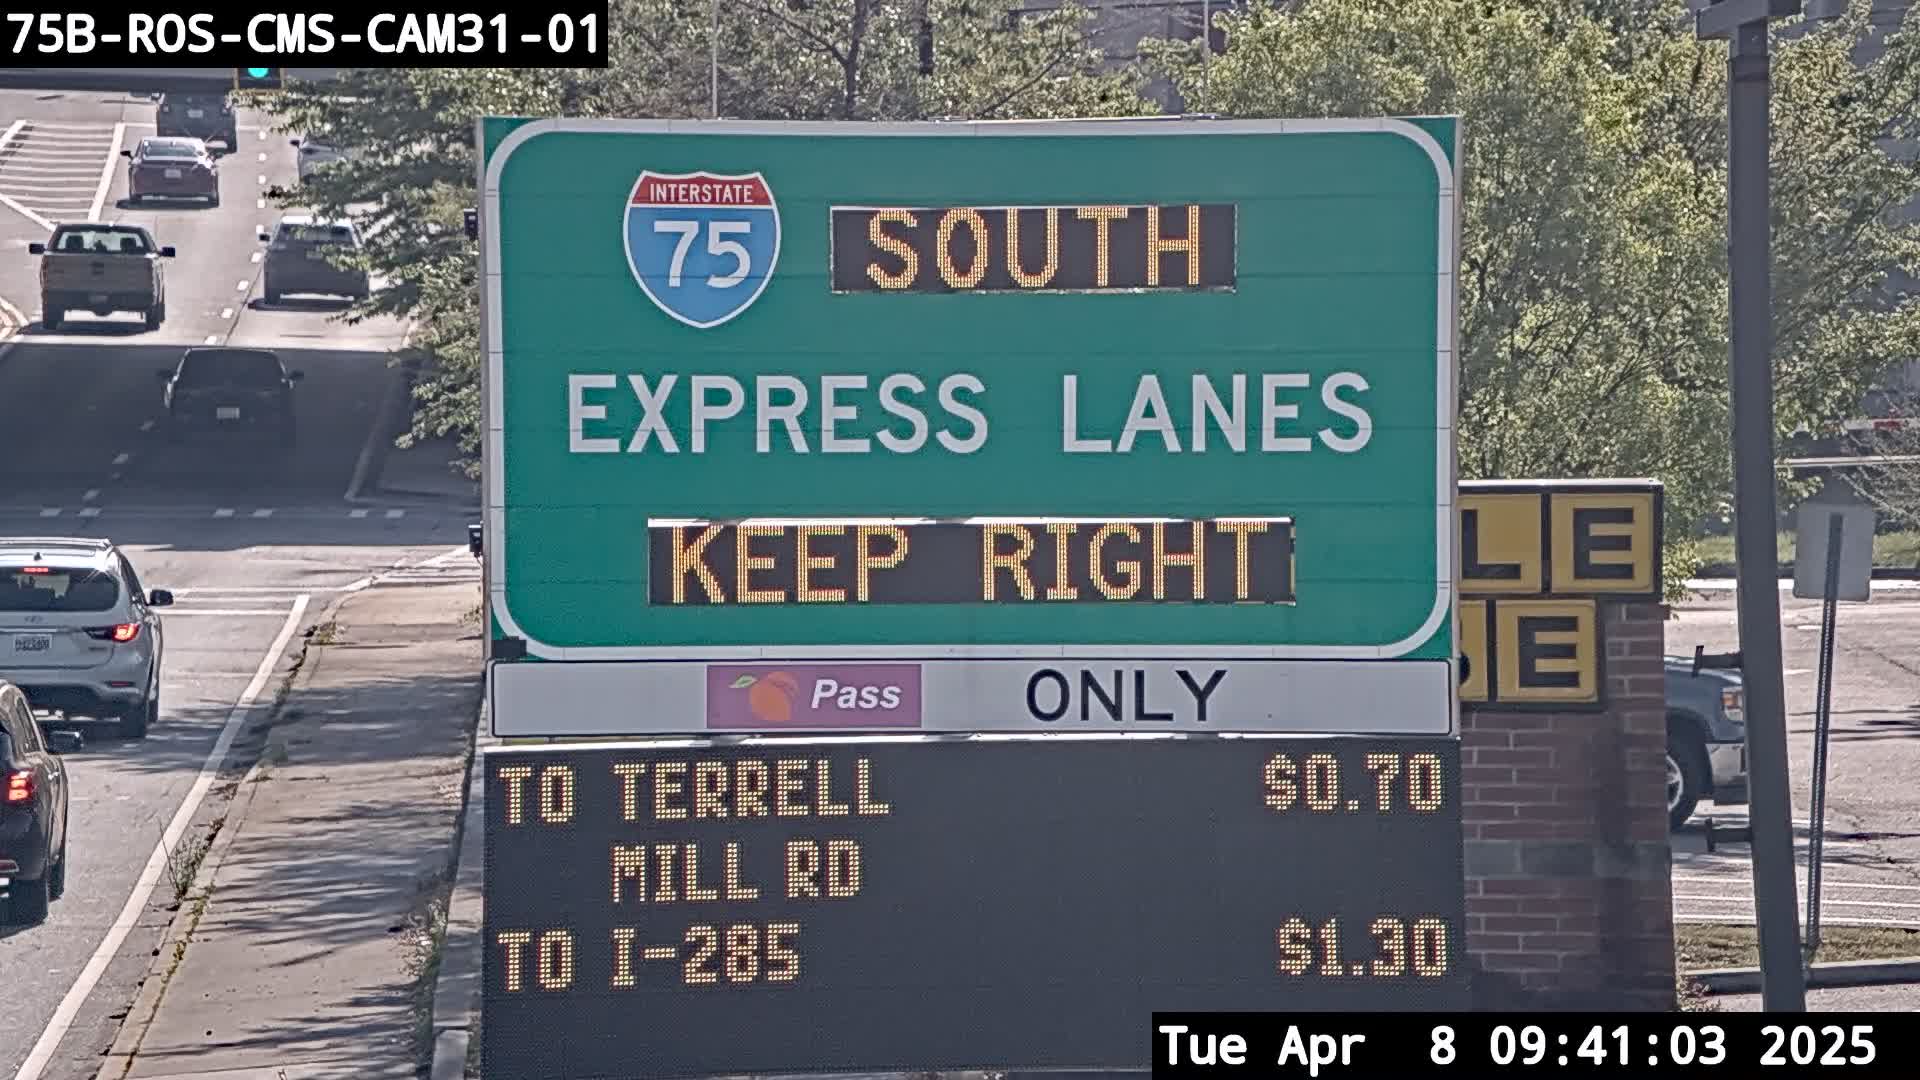 75B-ROS-CMS-CAM31-01
INTERSTATE
75
SOUTH
EXPRESS LANES
KEEP RIGHT
LE
E
Pass ONLY
TO TERRELL $0.70
MILL RD
TO I-285 $1.30
Tue Apr 8 09:41:03 2025